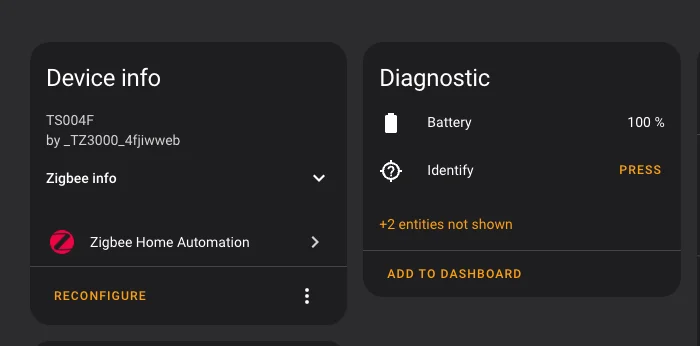 Device info
TS004F
by _TZ3000_4fjiwweb
Zigbee info
Zigbee Home Automation
RECONFIGURE
Diagnostic
Battery 100 %
Identify PRESS
+2 entities not shown
ADD TO DASHBOARD